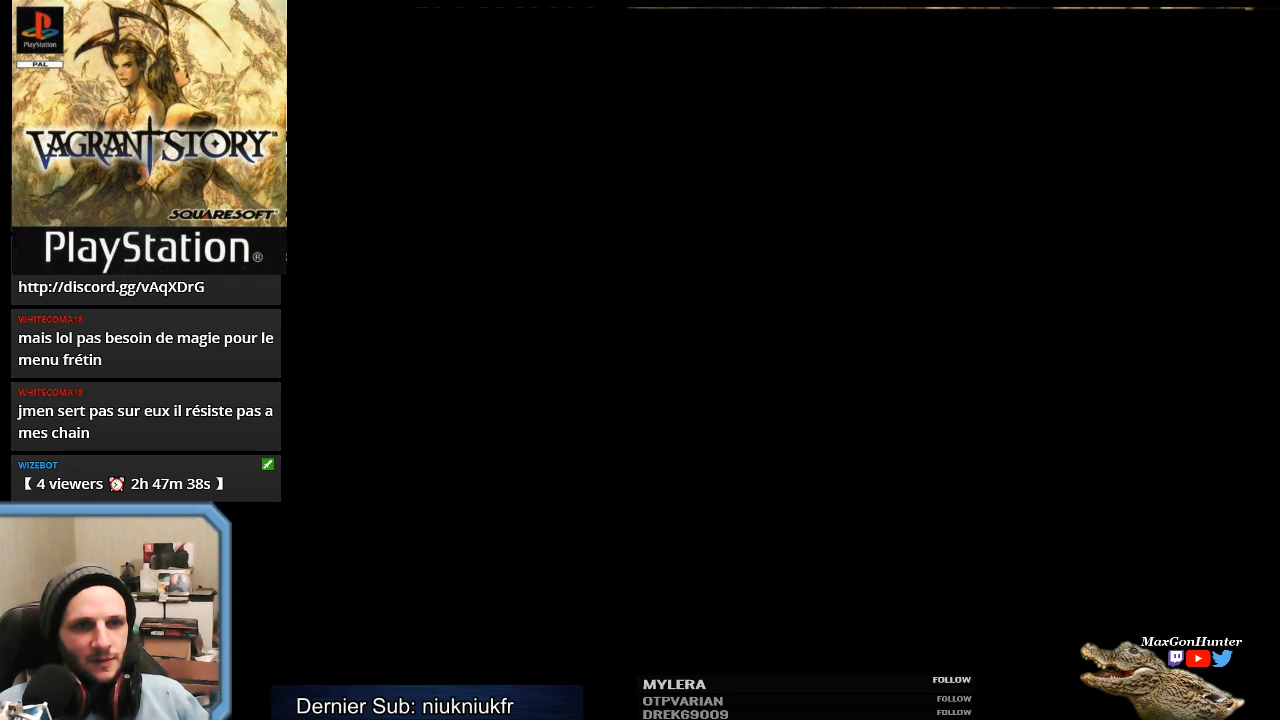 PlayStation
PAL
VAGRANT STORY
SQUARESOFT
PlayStation®
http://discord.gg/vAqXDrG
WHITECOMA18
mais lol pas besoin de magie pour le
menu frétin
WHITECOMA18
jmen sert pas sur eux il résiste pas a
mes chain
WIZEBOT
【 4 viewers ⏰ 2h 47m 38s 】
Dernier Sub: niukniukfr
MYLERA FOLLOW
OTPVARIAN FOLLOW
DREK69009 FOLLOW
MaxGonHunter